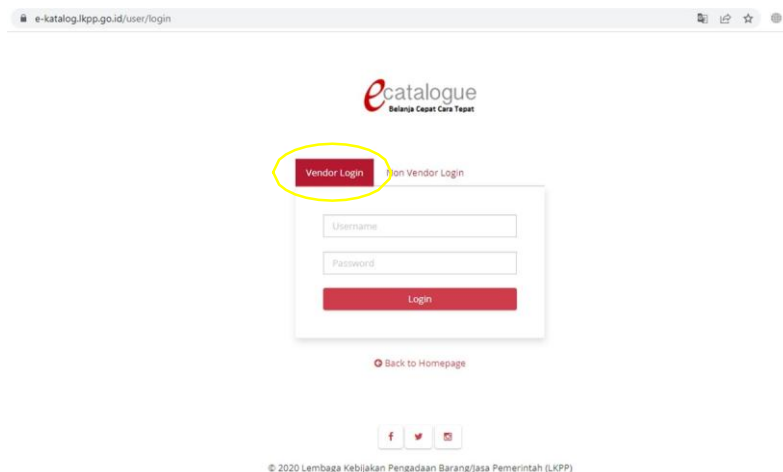 e-katalog.lkpp.go.id/user/login
ecatalogue
Belanja Cepat Cara Tepat
Vendor Login
Non Vendor Login
Username
Password
Login
Back to Homepage
© 2020 Lembaga Kebijakan Pengadaan Barang/Jasa Pemerintah (LKPP)